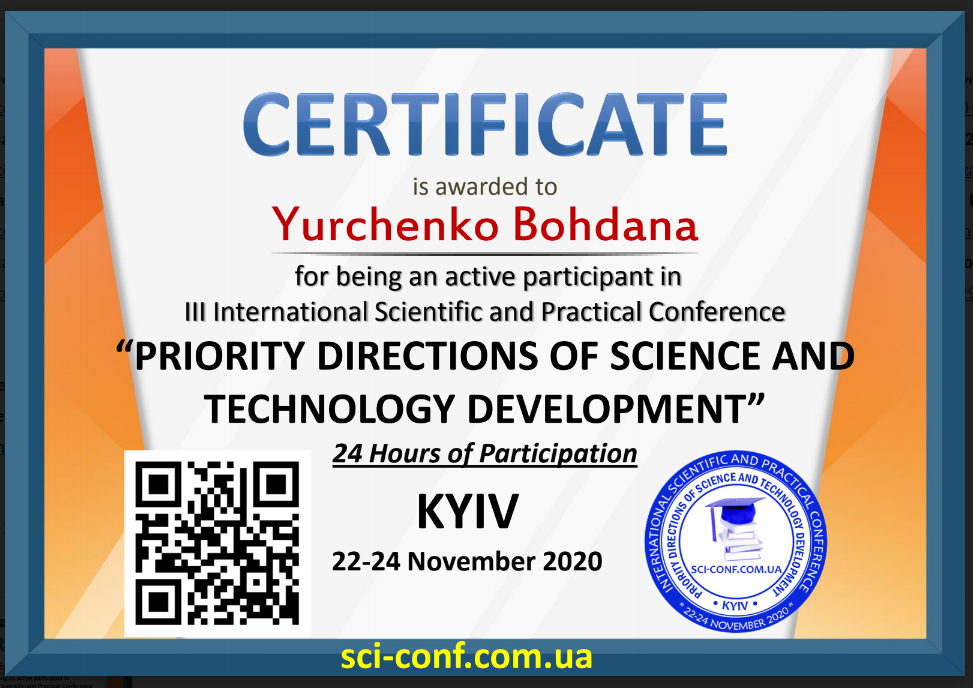 CERTIFICATE
is awarded to
Yurchenko Bohdana
for being an active participant in
III International Scientific and Practical Conference
“PRIORITY DIRECTIONS OF SCIENCE AND
TECHNOLOGY DEVELOPMENT”
24 Hours of Participation
KYIV
22-24 November 2020
INTERNATIONAL SCIENTIFIC AND PRACTICAL CONFERENCE
PRIORITY DIRECTIONS OF SCIENCE AND TECHNOLOGY DEVELOPMENT
SCI-CONF.COM.UA
• KYIV •
» 22-24 NOVEMBER 2020 «
sci-conf.com.ua